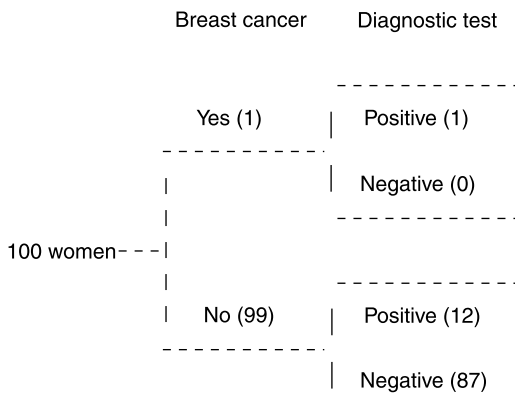 Breast cancer
Diagnostic test
Yes (1)
Positive (1)
Negative (0)
100 women
No (99)
Positive (12)
Negative (87)